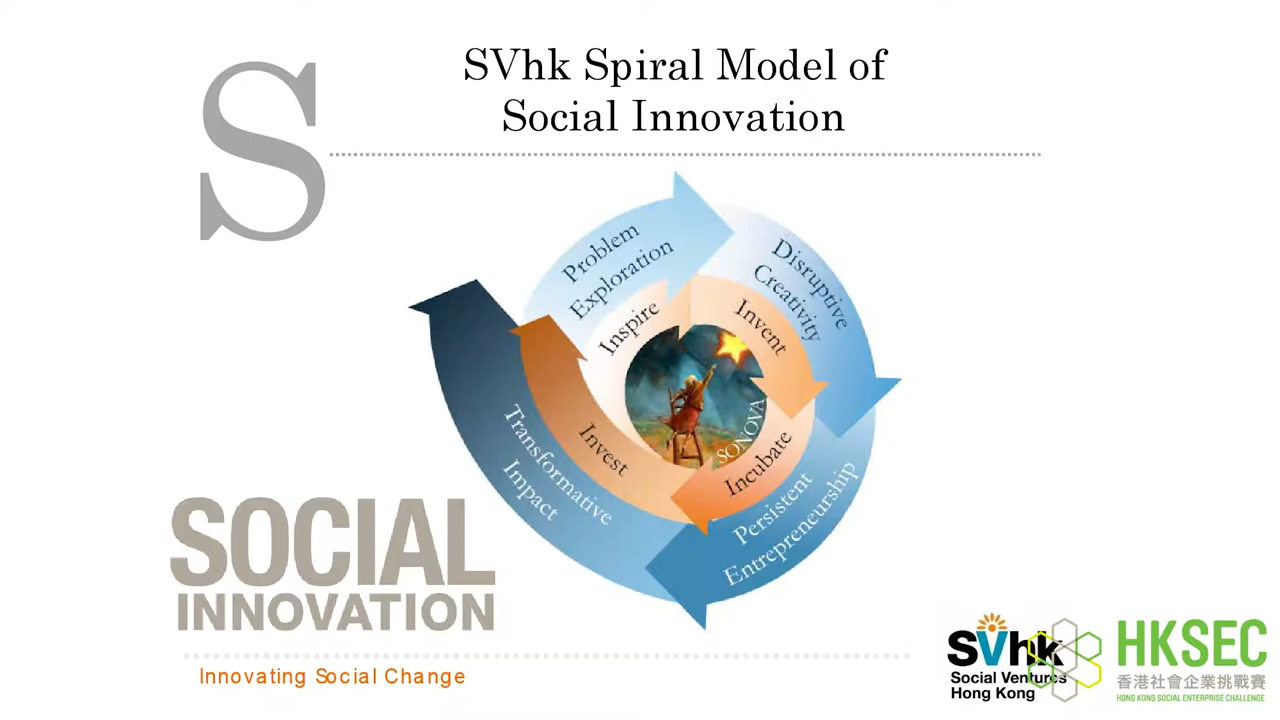 S
SVhk Spiral Model of
Social Innovation
Problem
Exploration
Inspire
Disruptive
Creativity
Invent
SONOVA
Incubate
Persistent
Entrepreneurship
Invest
Transformative
Impact
SOCIAL
INNOVATION
Innovating Social Change
SVhk
Social Ventures
Hong Kong
HKSEC
香港社會企業挑戰賽
HONG KONG SOCIAL ENTERPRISE CHALLENGE